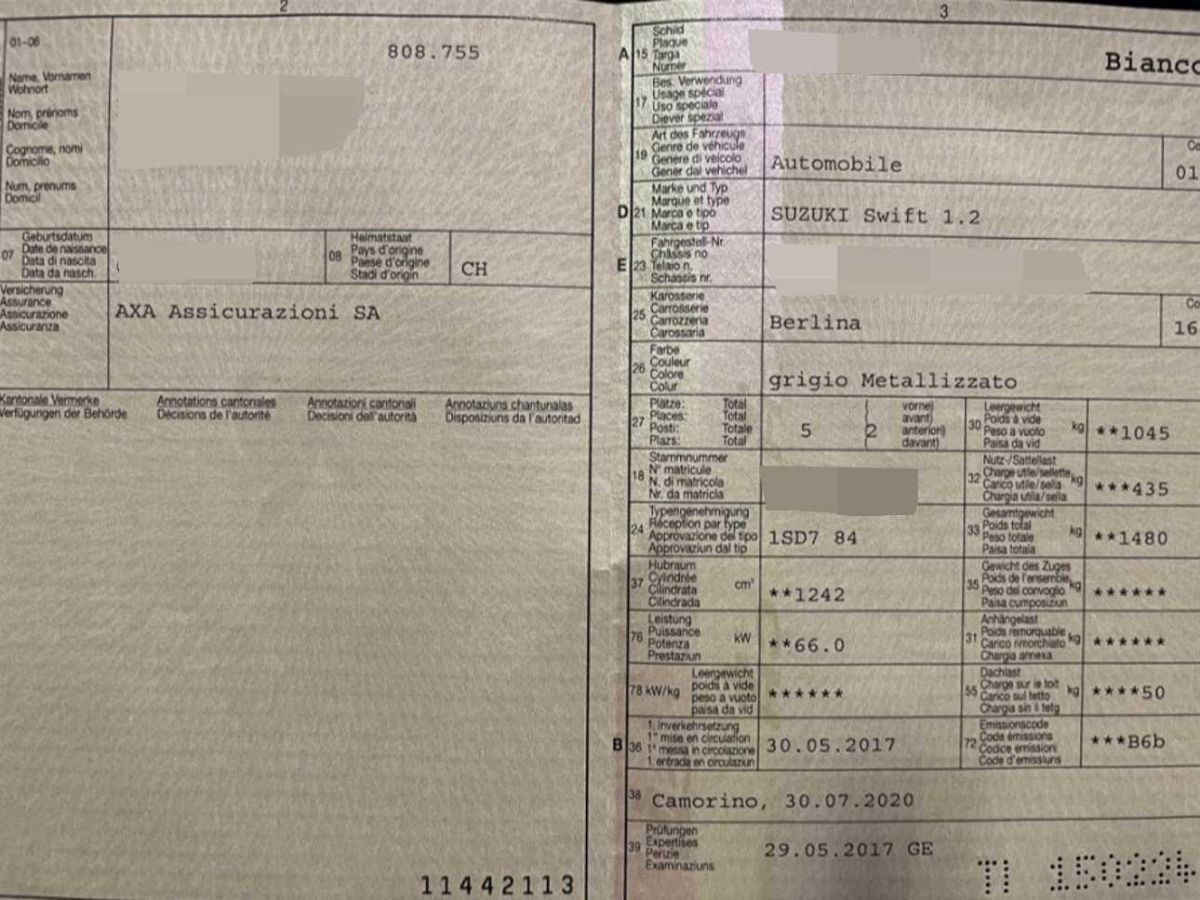 2
01-06
808.755
Name, Vornamen
Wohnort
Nom, prénoms
Domicile
Cognome, nomi
Domicilio
Num, prenums
Domicil
07
Geburtsdatum
Date de naissance
Data di nascita
Data da nasch.
08
Heimatstaat
Pays d'origine
Paese d'origine
Stadi d'origin
CH
Versicherung
Assurance
Assicurazione
Assicuranza
AXA Assicurazioni SA
Kantonale Vermerke
Verfügungen der Behörde
Annotations cantonales
Décisions de l'autorité
Annotazioni cantonali
Decisioni dell'autorità
Annotaziuns chantunalas
Disposiziuns da l'autoritad
11442113
3
A 15
Schild
Plaque
Targa
Numer
Bianco
17
Bes. Verwendung
Usage spécial
Uso speciale
Diever spezial
19
Art des Fahrzeugs
Genre de véhicule
Genere di veicolo
Gener dal vehichel
Automobile
Co
01
D 21
Marke und Typ
Marque et type
Marca e tipo
Marca e tip
SUZUKI Swift 1.2
E 23
Fahrgestell-Nr.
Châssis no
Telaio n.
Schassis nr.
25
Karosserie
Carrosserie
Carrozzeria
Carossaria
Berlina
Co
16
26
Farbe
Couleur
Colore
Colur
grigio Metallizzato
27
Plätze: Total
Places: Total
Posti: Totale
Plazs: Total
5
2
vorne)
avant)
anteriori)
davant)
30
Leergewicht
Poids à vide
Peso a vuoto
Paisa da vid
kg
**1045
18
Stammnummer
N° matricule
N. di matricola
Nr. da matricla
32
Nutz-/Sattellast
Charge utile/sellette
Carico utile/sella
Chargia utila/sella
kg
***435
24
Typengenehmigung
Réception par type
Approvazione del tipo
Approvaziun dal tip
1SD7 84
33
Gesamtgewicht
Poids total
Peso totale
Paisa totala
kg
**1480
37
Hubraum
Cylindrée
Cilindrata
Cilindrada
cm³
**1242
35
Gewicht des Zuges
Poids de l'ensemble
Peso del convoglio
Paisa cumposiziun
kg
******
76
Leistung
Puissance
Potenza
Prestaziun
kW
**66.0
31
Anhängelast
Poids remorquable
Carico rimorchiato
Chargia annexa
kg
******
78 kW/kg
Leergewicht
poids à vide
peso a vuoto
paisa da vid
******
55
Dachlast
Charge sur le toit
Carico sul tetto
Chargia sin il tetg
kg
****50
B 36
1. Inverkehrsetzung
1re mise en circulation
1a messa in circolazione
1. entrada en circulaziun
30.05.2017
72
Emissionscode
Code émissions
Codice emissioni
Code d'emissiuns
***B6b
38
Camorino, 30.07.2020
39
Prüfungen
Expertises
Perizie
Examinaziuns
29.05.2017 GE
TI 150224